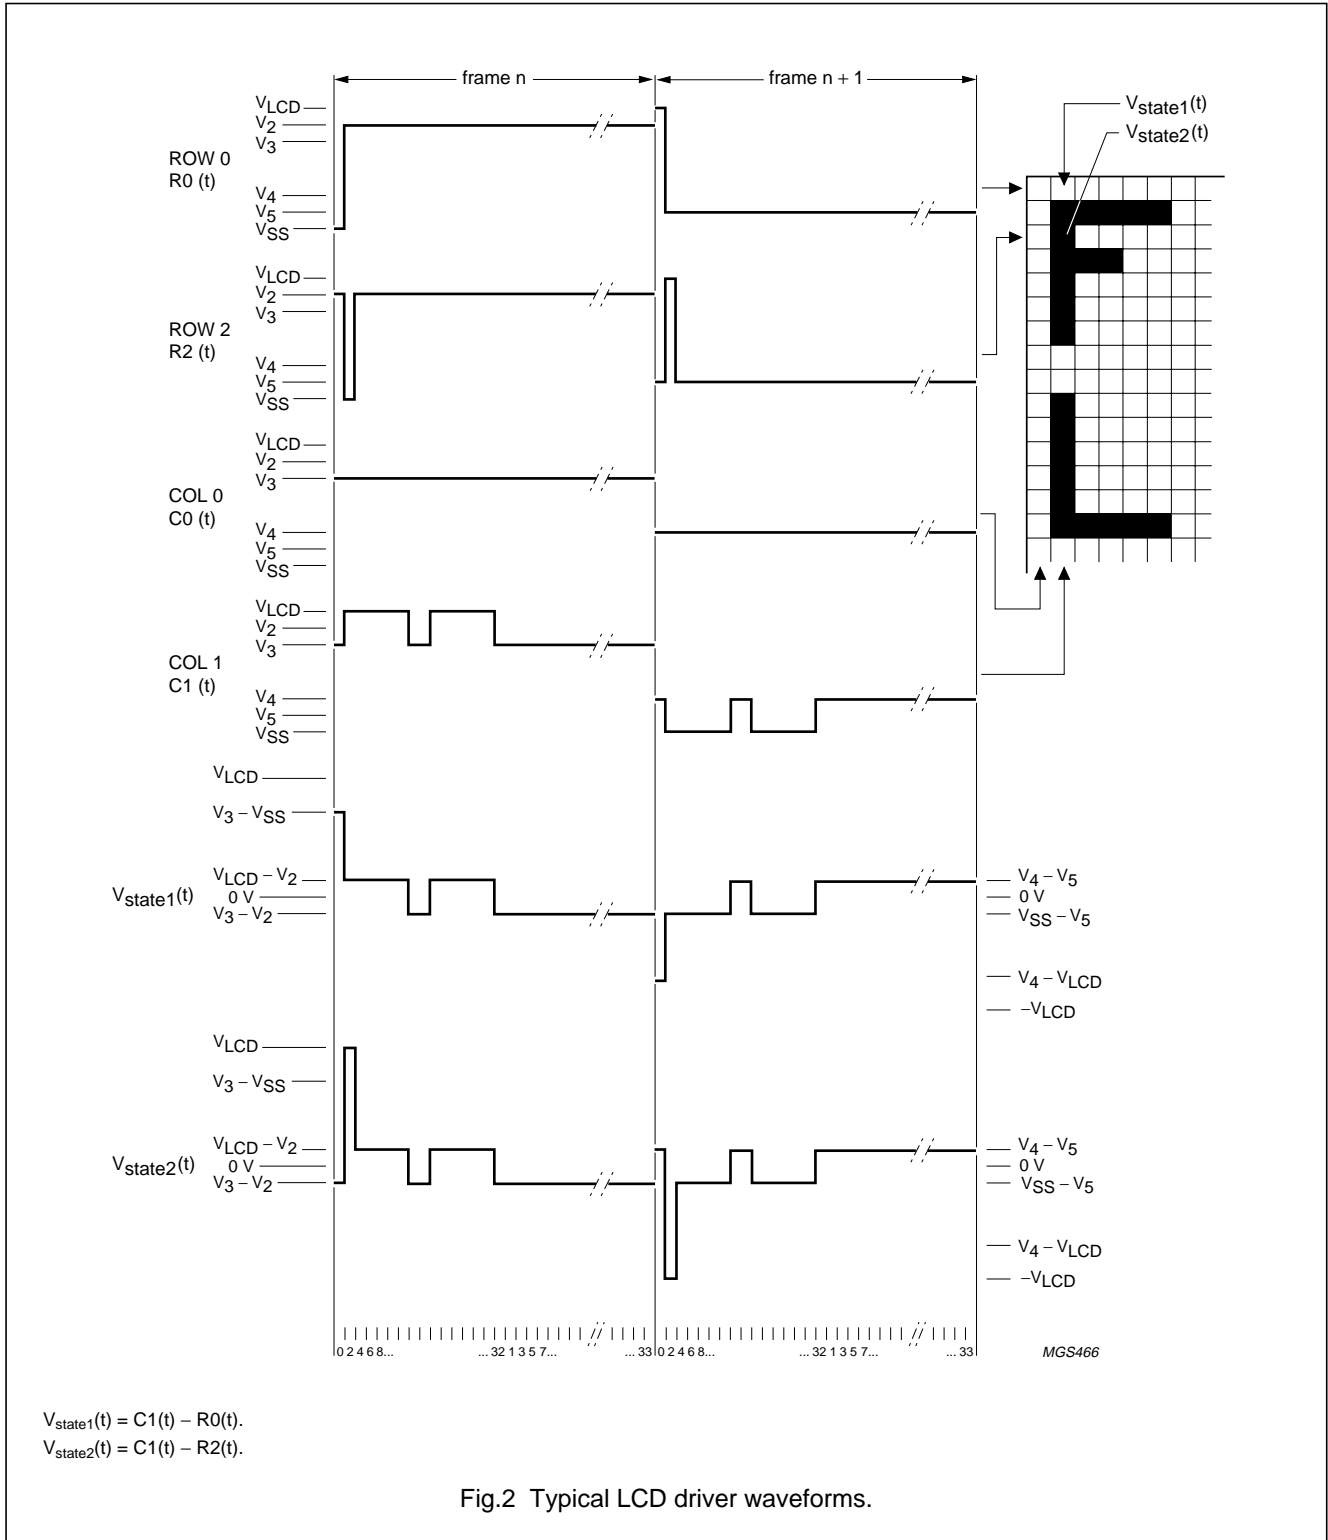 frame n
frame n + 1
VLCD
V2
V3
ROW 0
R0 (t)
V4
V5
VSS
Vstate1(t)
Vstate2(t)
VLCD
V2
V3
ROW 2
R2 (t)
V4
V5
VSS
VLCD
V2
V3
COL 0
C0 (t)
V4
V5
VSS
VLCD
V2
V3
COL 1
C1 (t)
V4
V5
VSS
VLCD
V3 – VSS
VLCD – V2
Vstate1(t)
0 V
V3 – V2
V4 – V5
0 V
VSS – V5
V4 – VLCD
–VLCD
VLCD
V3 – VSS
VLCD – V2
Vstate2(t)
0 V
V3 – V2
V4 – V5
0 V
VSS – V5
V4 – VLCD
–VLCD
0 2 4 6 8... ... 32 1 3 5 7... ... 33 0 2 4 6 8... ... 32 1 3 5 7... ... 33
MGS466
Vstate1(t) = C1(t) – R0(t).
Vstate2(t) = C1(t) – R2(t).
Fig.2 Typical LCD driver waveforms.